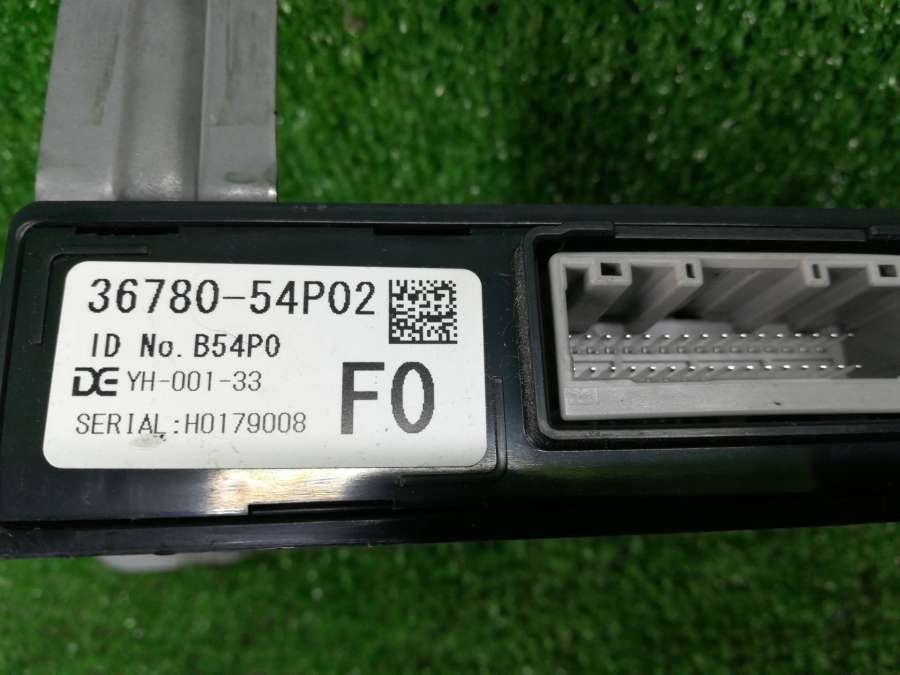 36780-54P02
ID No. B54P0
DE YH-001-33
F0
SERIAL:H0179008